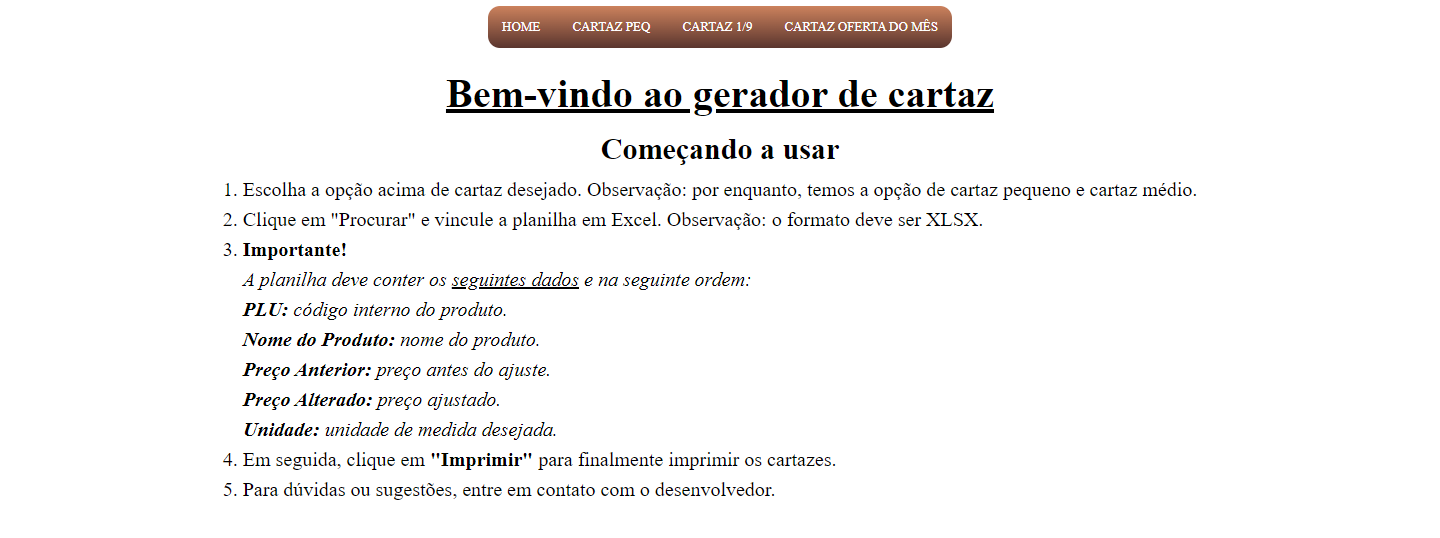 HOME CARTAZ PEQ CARTAZ 1/9 CARTAZ OFERTA DO MÊS
Bem-vindo ao gerador de cartaz
Começando a usar
1. Escolha a opção acima de cartaz desejado. Observação: por enquanto, temos a opção de cartaz pequeno e cartaz médio.
2. Clique em "Procurar" e vincule a planilha em Excel. Observação: o formato deve ser XLSX.
3. Importante!
A planilha deve conter os seguintes dados e na seguinte ordem:
PLU: código interno do produto.
Nome do Produto: nome do produto.
Preço Anterior: preço antes do ajuste.
Preço Alterado: preço ajustado.
Unidade: unidade de medida desejada.
4. Em seguida, clique em "Imprimir" para finalmente imprimir os cartazes.
5. Para dúvidas ou sugestões, entre em contato com o desenvolvedor.